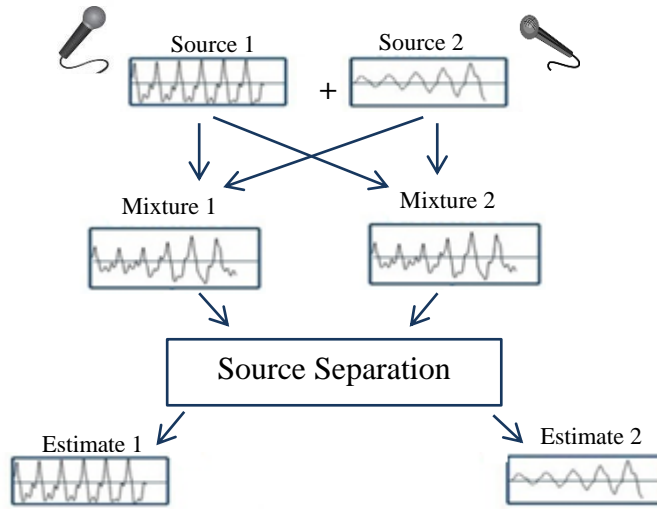 Source 1
Source 2
+
Mixture 1
Mixture 2
Source Separation
Estimate 1
Estimate 2